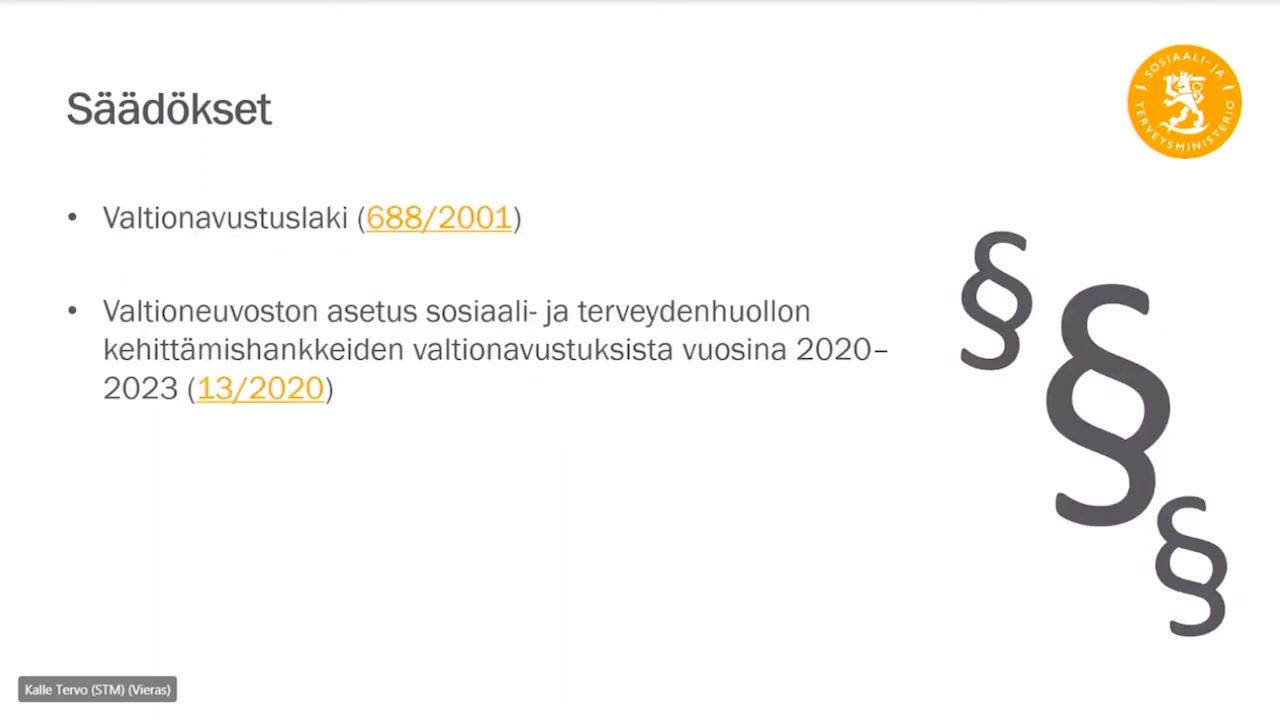 Säädökset
SOSIAALI- JA
TERVEYSMINISTERIÖ
• Valtionavustuslaki (688/2001)
• Valtioneuvoston asetus sosiaali- ja terveydenhuollon
kehittämishankkeiden valtionavustuksista vuosina 2020–
2023 (13/2020)
§
§
§
Kalle Tervo (STM) (Vieras)